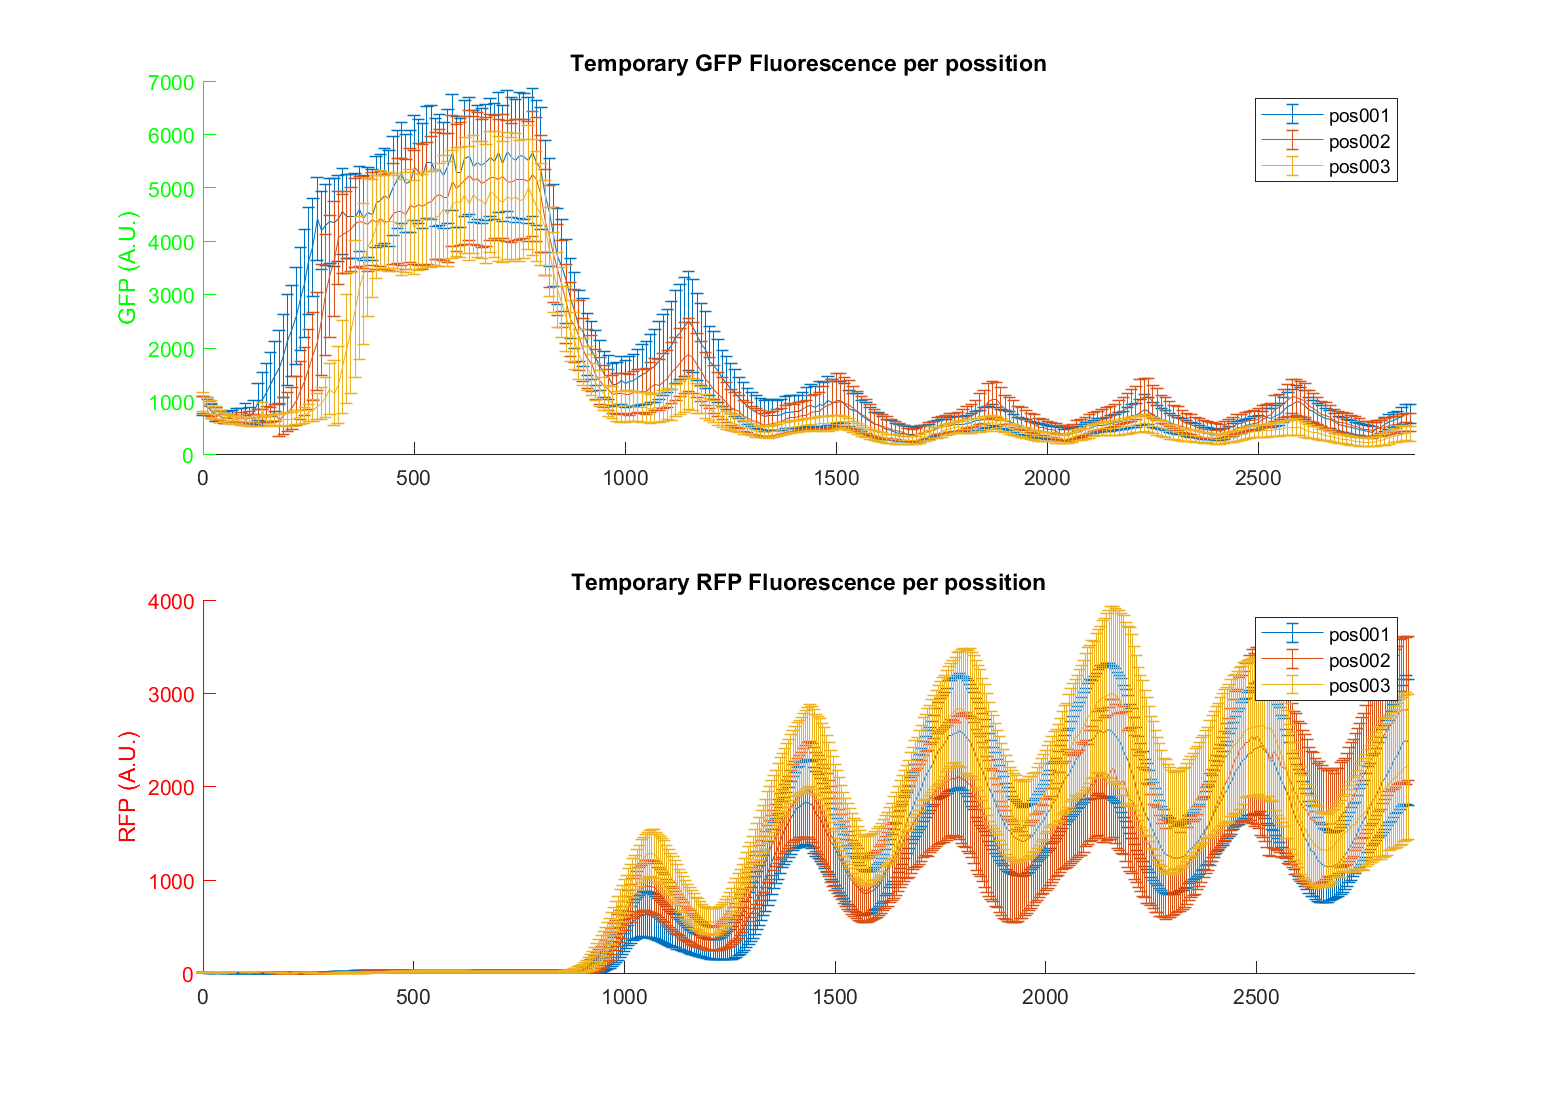 Temporary GFP Fluorescence per possition
7000
6000
5000
4000
3000
2000
1000
0
GFP (A.U.)
0 500 1000 1500 2000 2500
pos001
pos002
pos003
Temporary RFP Fluorescence per possition
4000
3000
2000
1000
0
RFP (A.U.)
0 500 1000 1500 2000 2500
pos001
pos002
pos003